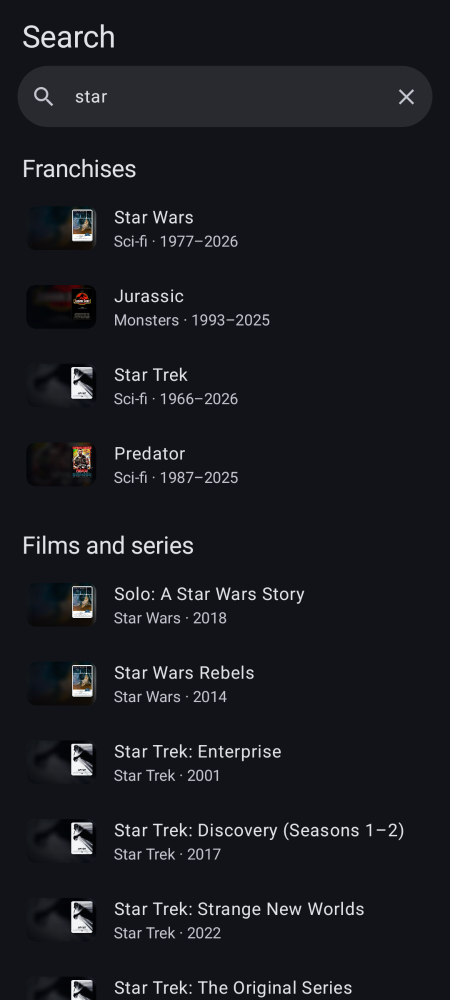 Search
star
Franchises
Star Wars
Sci-fi · 1977–2026
Jurassic
Monsters · 1993–2025
Star Trek
Sci-fi · 1966–2026
Predator
Sci-fi · 1987–2025
Films and series
Solo: A Star Wars Story
Star Wars · 2018
Star Wars Rebels
Star Wars · 2014
Star Trek: Enterprise
Star Trek · 2001
Star Trek: Discovery (Seasons 1–2)
Star Trek · 2017
Star Trek: Strange New Worlds
Star Trek · 2022
Star Trek: The Original Series